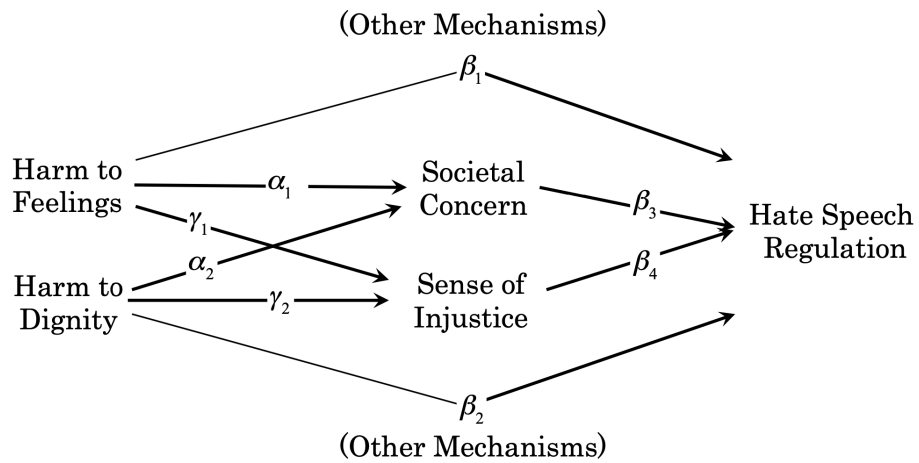 (Other Mechanisms)
β₁
Harm to
Feelings
α₁
Societal
Concern
γ₁
β₃
Hate Speech
Regulation
α₂
β₄
Harm to
Dignity
γ₂
Sense of
Injustice
β₂
(Other Mechanisms)